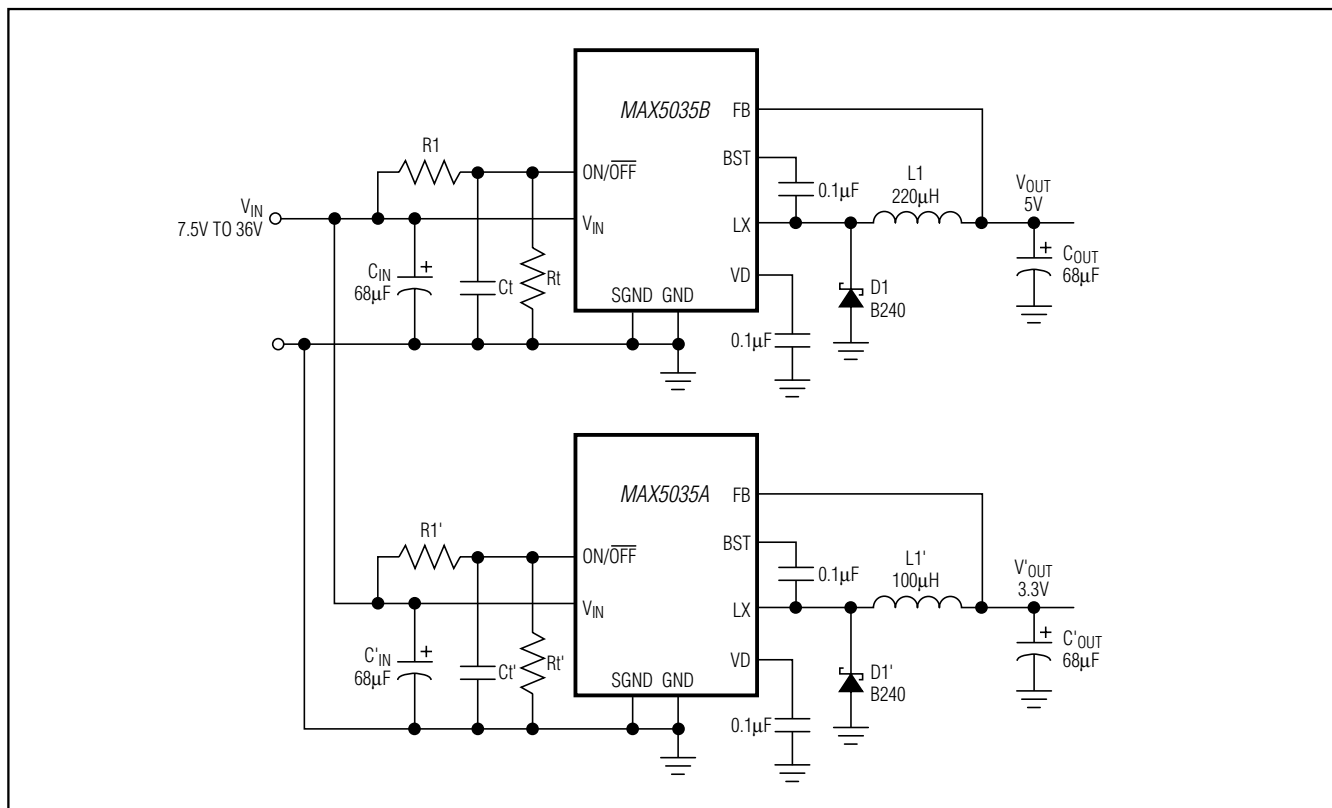 MAX5035B
FB
BST
LX
VD
ON/OFF
VIN
SGND GND
R1
VIN
7.5V TO 36V
CIN
68µF
+
Ct
Rt
0.1µF
L1
220µH
VOUT
5V
+
COUT
68µF
D1
B240
0.1µF
MAX5035A
FB
BST
LX
VD
ON/OFF
VIN
SGND GND
R1'
C'IN
68µF
+
Ct'
Rt'
0.1µF
L1'
100µH
V'OUT
3.3V
+
C'OUT
68µF
D1'
B240
0.1µF